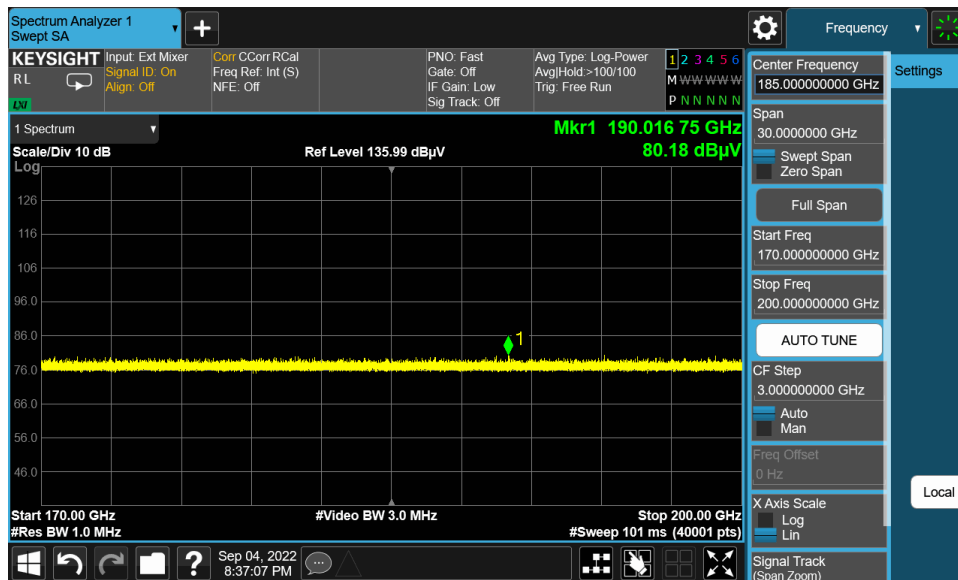 Spectrum Analyzer 1
Swept SA
+
Frequency
KEYSIGHT
RL
LXI
Input: Ext Mixer
Signal ID: On
Align: Off
Corr CCorr RCal
Freq Ref: Int (S)
NFE: Off
PNO: Fast
Gate: Off
IF Gain: Low
Sig Track: Off
Avg Type: Log-Power
Avg|Hold:>100/100
Trig: Free Run
1 2 3 4 5 6
M W W W W W W
P N N N N N
1 Spectrum
Mkr1 190.016 75 GHz
80.18 dBµV
Scale/Div 10 dB
Ref Level 135.99 dBµV
Log
126
116
106
96.0
86.0
76.0
66.0
56.0
46.0
1
Start 170.00 GHz
#Video BW 3.0 MHz
Stop 200.00 GHz
#Res BW 1.0 MHz
#Sweep 101 ms (40001 pts)
?
Sep 04, 2022
8:37:07 PM
Center Frequency
185.000000000 GHz
Span
30.0000000 GHz
Swept Span
Zero Span
Full Span
Start Freq
170.000000000 GHz
Stop Freq
200.000000000 GHz
AUTO TUNE
CF Step
3.000000000 GHz
Auto
Man
Freq Offset
0 Hz
X Axis Scale
Log
Lin
Signal Track
(Span Zoom)
Settings
Local